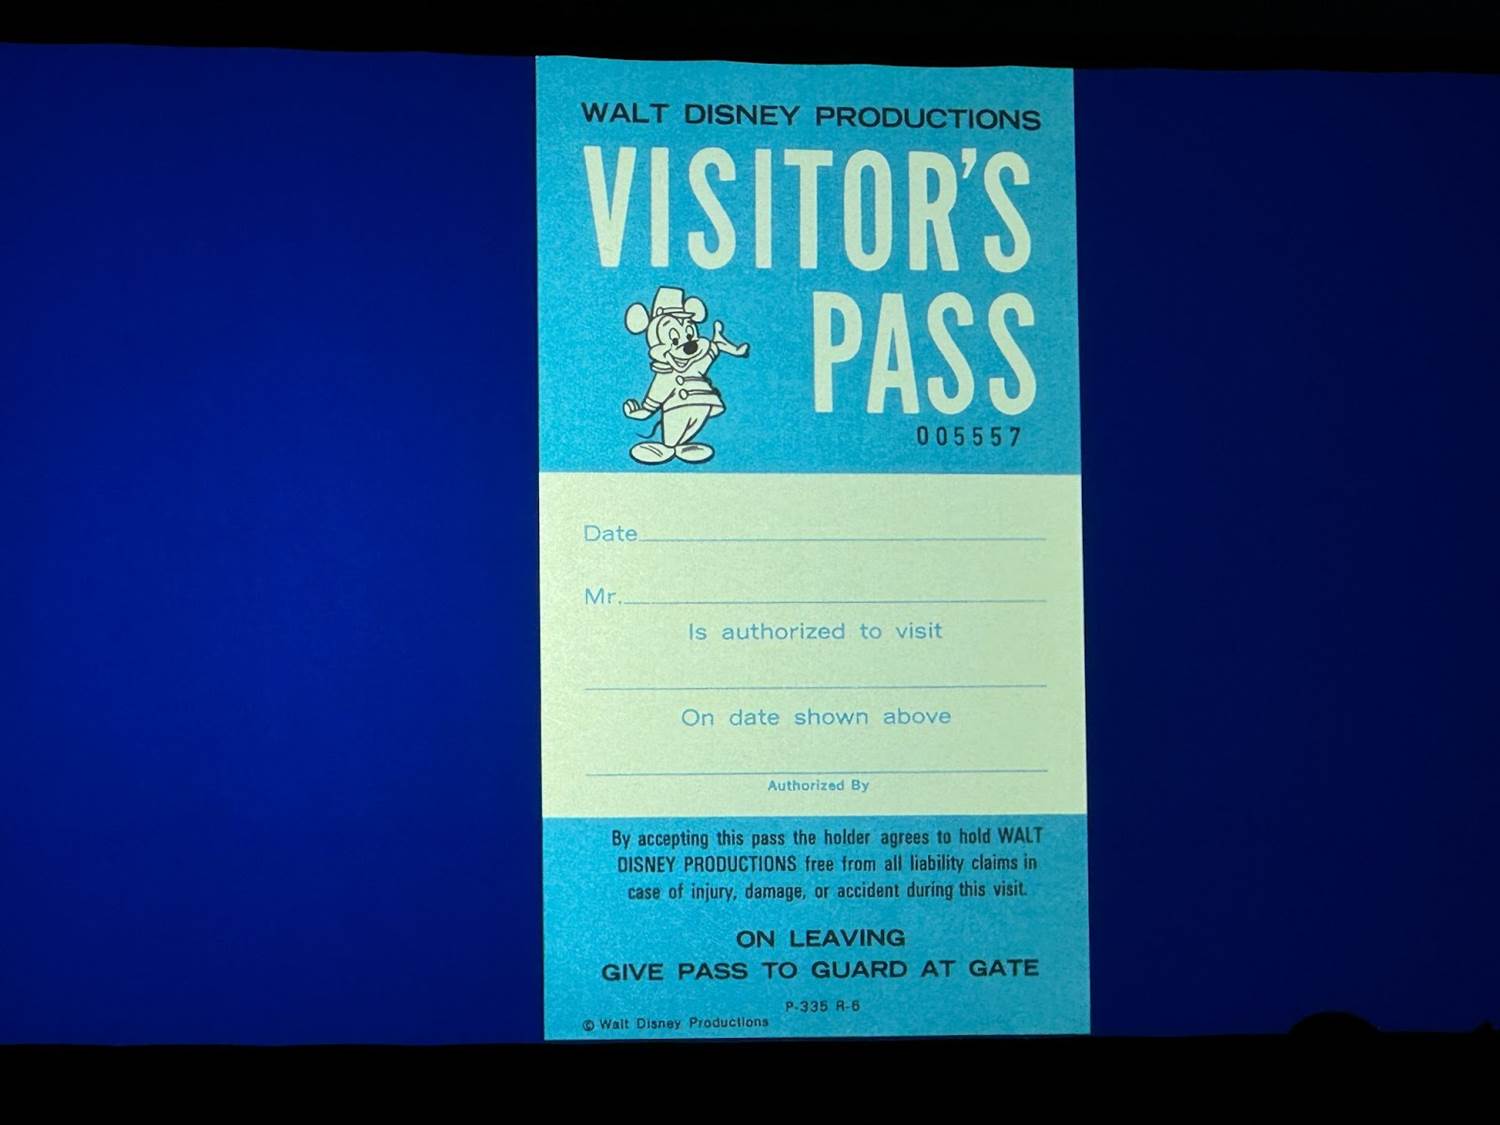 WALT DISNEY PRODUCTIONS
VISITOR'S
PASS
005557
Date
Mr.
Is authorized to visit
On date shown above
Authorized By
By accepting this pass the holder agrees to hold WALT
DISNEY PRODUCTIONS free from all liability claims in
case of injury, damage, or accident during this visit.
ON LEAVING
GIVE PASS TO GUARD AT GATE
P-335 R-6
© Walt Disney Productions